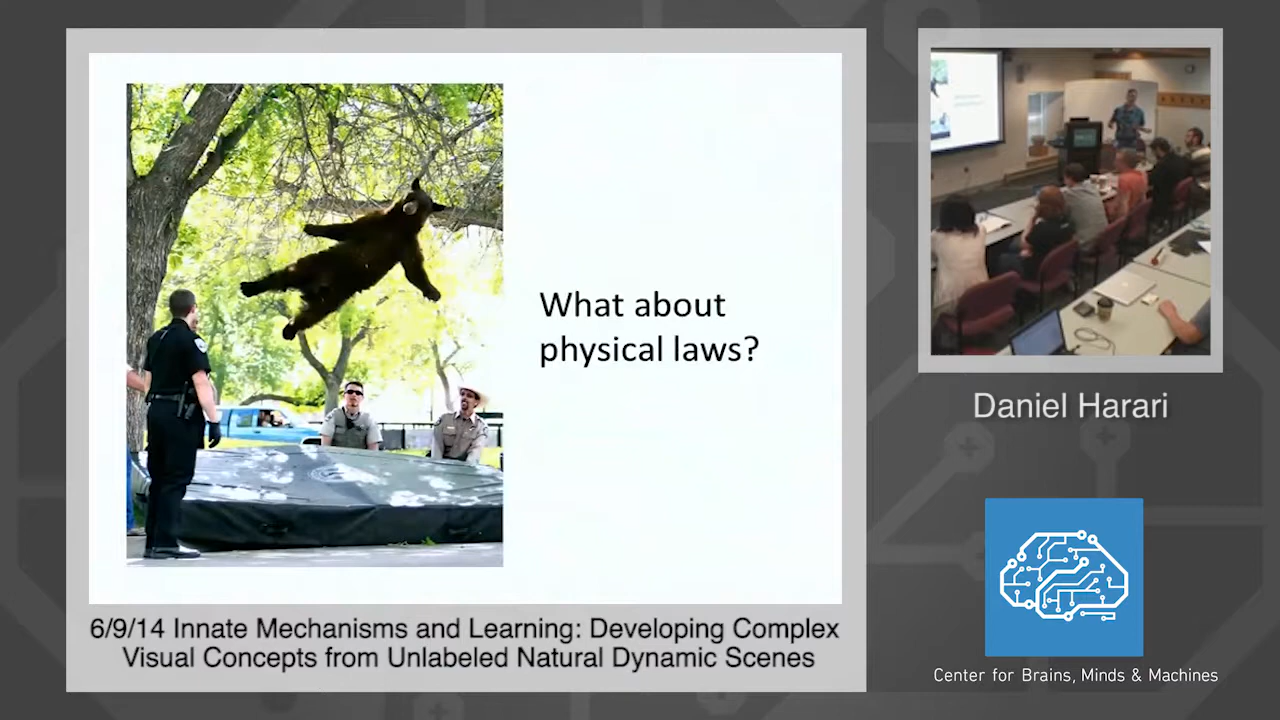 What about
physical laws?
Daniel Harari
6/9/14 Innate Mechanisms and Learning: Developing Complex
Visual Concepts from Unlabeled Natural Dynamic Scenes
Center for Brains, Minds & Machines